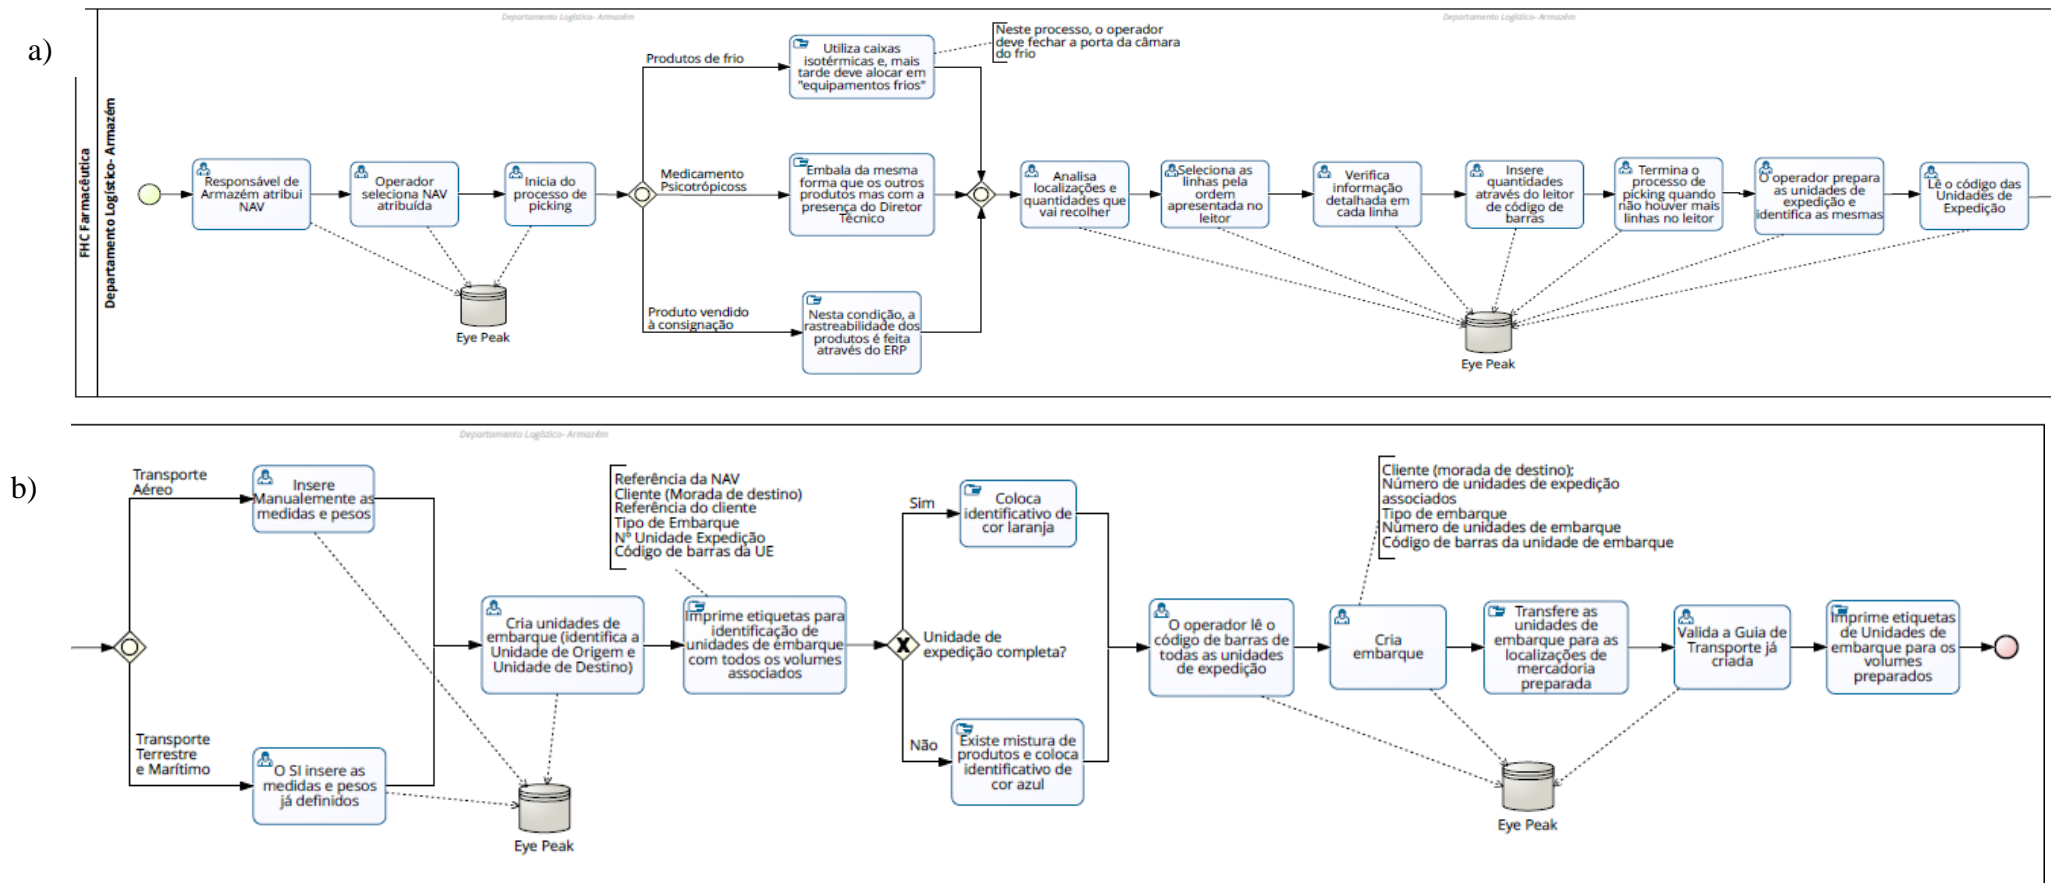 Departamento Logístico- Armazém
Departamento Logístico- Armazém
a)
FHC Farmacêutica
Departamento Logístico- Armazém
Responsável de
Armazém atribui
NAV
Operador
seleciona NAV
atribuída
Inicia do
processo de
picking
Eye Peak
Produtos de frio
Utiliza caixas
isotérmicas e, mais
tarde deve alocar em
"equipamentos frios"
Neste processo, o operador
deve fechar a porta da câmara
do frio
Medicamento
Psicotrópicoss
Embala da mesma
forma que os outros
produtos mas com a
presença do Diretor
Técnico
Produto vendido
à consignação
Nesta condição, a
rastreabilidade dos
produtos é feita
através do ERP
Analisa
localizações e
quantidades que
vai recolher
Seleciona as
linhas pela
ordem
apresentada no
leitor
Verifica
informação
detalhada em
cada linha
Insere
quantidades
através do leitor
de código de
barras
Termina o
processo de
picking quando
não houver mais
linhas no leitor
O operador prepara
as unidades de
expedição e
identifica as mesmas
Lê o código das
Unidades de
Expedição
Eye Peak
Departamento Logístico- Armazém
b)
Transporte
Aéreo
Insere
Manualemente as
medidas e pesos
Transporte
Terrestre
e Marítimo
O SI insere as
medidas e pesos
já definidos
Cria unidades de
embarque (identifica a
Unidade de Origem e
Unidade de Destino)
Eye Peak
Referência da NAV
Cliente (Morada de destino)
Referência do cliente
Tipo de Embarque
Nº Unidade Expedição
Código de barras da UE
Imprime etiquetas para
identificação de
unidades de embarque
com todos os volumes
associados
Unidade de
expedição completa?
Sim
Coloca
identificativo de
cor laranja
Não
Existe mistura de
produtos e coloca
identificativo de
cor azul
O operador lê o
código de barras de
todas as unidades
de expedição
Cliente (morada de destino);
Número de unidades de expedição
associados
Tipo de embarque
Número de unidades de embarque
Código de barras da unidade de embarque
Cria
embarque
Transfere as
unidades de
embarque para as
localizações de
mercadoria
preparada
Valida a Guia de
Transporte já
criada
Imprime etiquetas
de Unidades de
embarque para os
volumes
preparados
Eye Peak